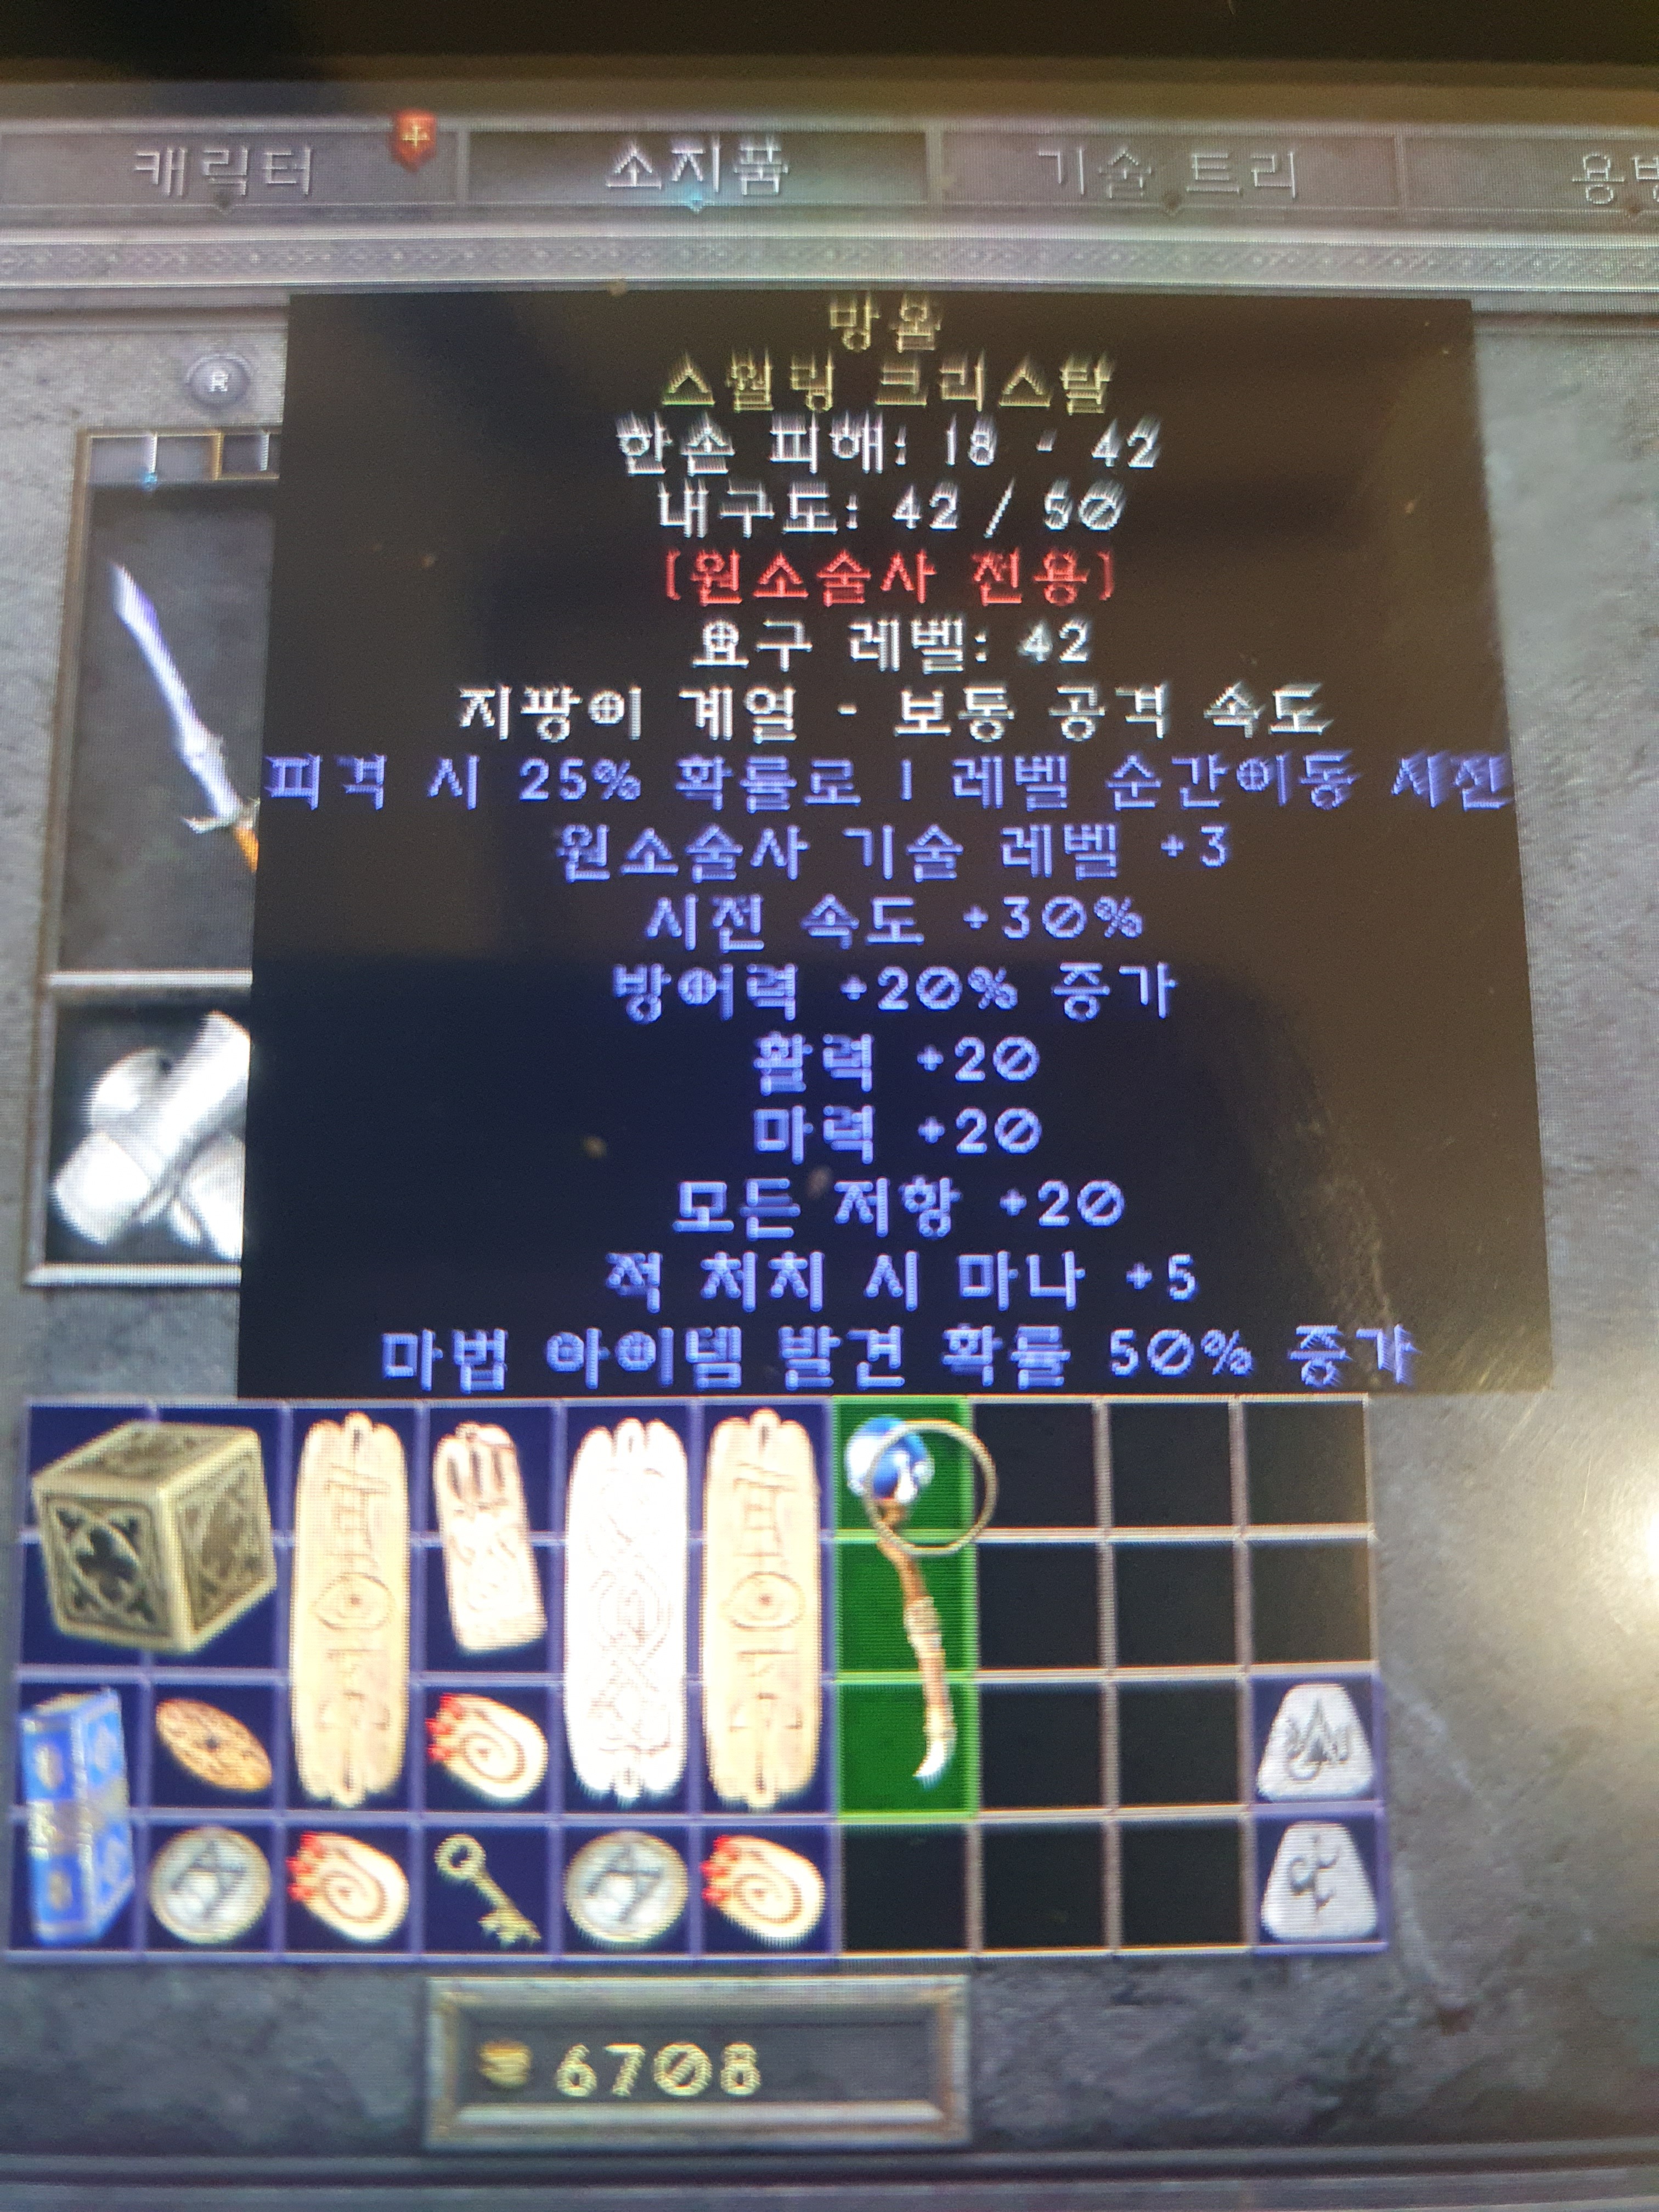 캐릭터 소지품 기술 트리
R
망울
스월링 크리스탈
한손 피해: 18 - 42
내구도: 42 / 50
[원소술사 전용]
요구 레벨: 42
지팡이 계열 - 보통 공격 속도
피격 시 25% 확률로 1 레벨 순간이동 시전
원소술사 기술 레벨 +3
시전 속도 +30%
방어력 +20% 증가
활력 +20
마력 +20
모든 저항 +20
적 처치 시 마나 +5
마법 아이템 발견 확률 50% 증가
6708